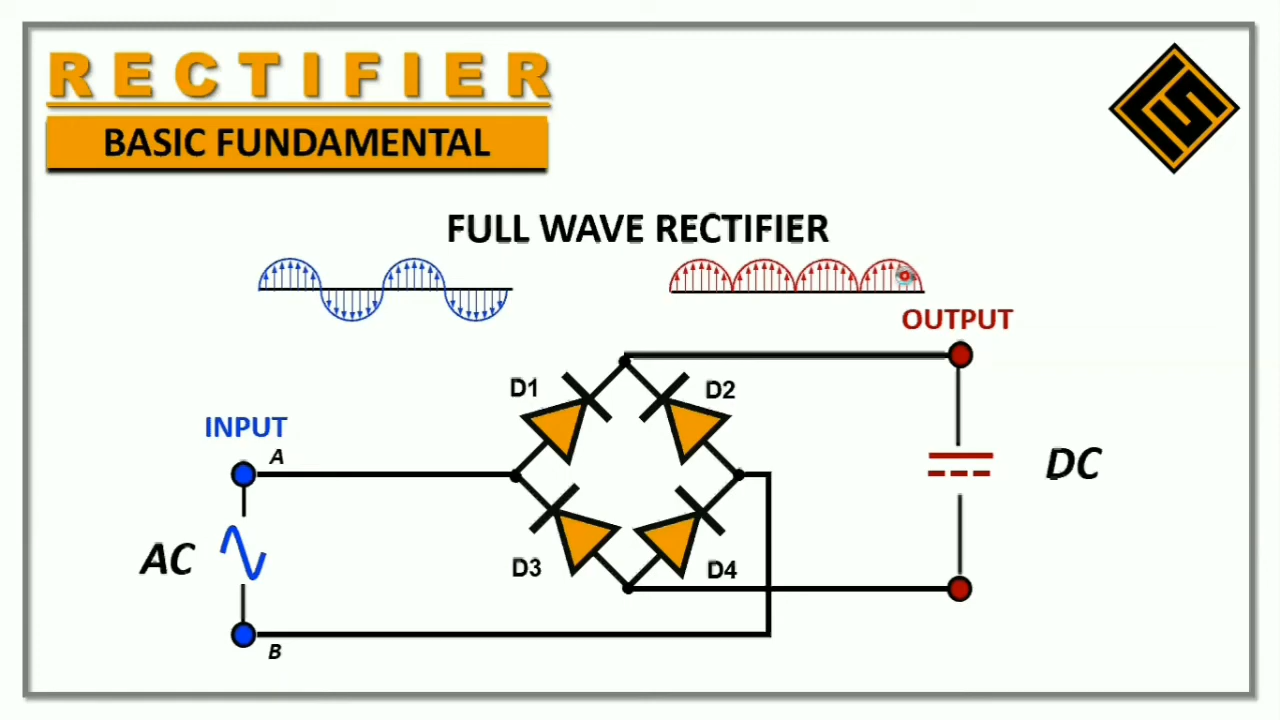 RECTIFIER
BASIC FUNDAMENTAL
FULL WAVE RECTIFIER
OUTPUT
D1
D2
INPUT
A
DC
AC
D3
D4
B